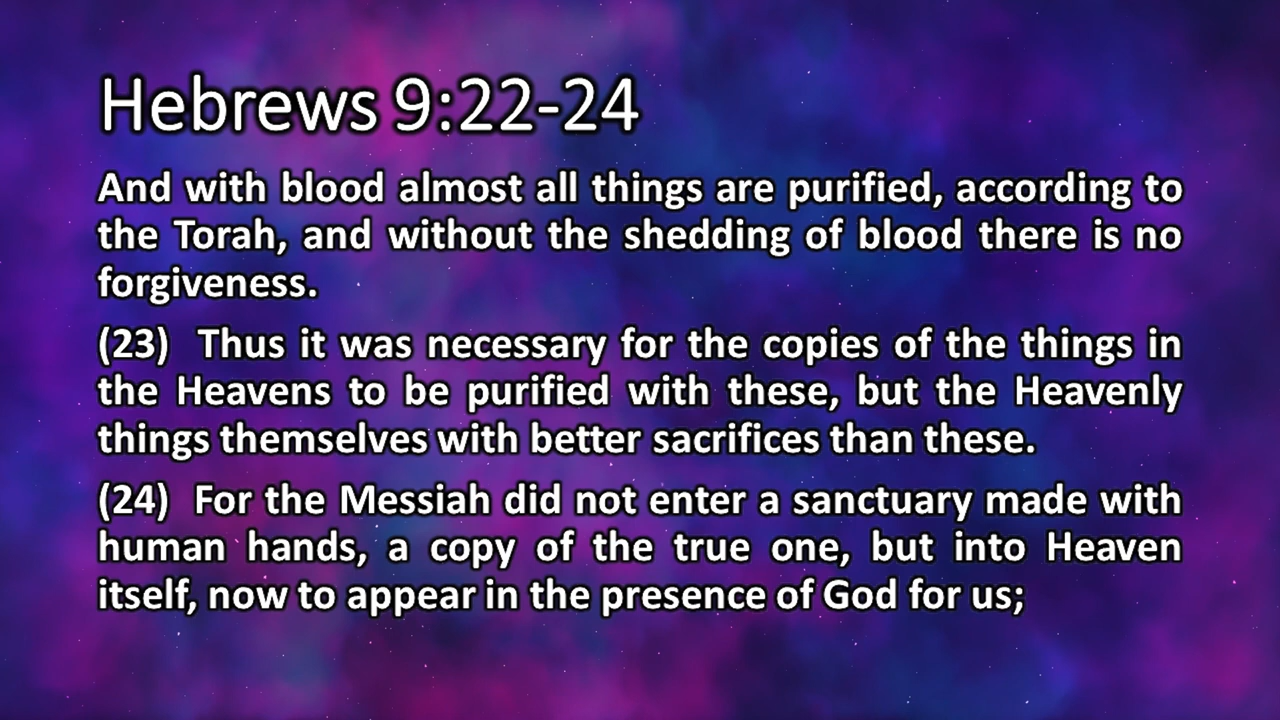 Hebrews 9:22-24
And with blood almost all things are purified, according to
the Torah, and without the shedding of blood there is no
forgiveness.
(23) Thus it was necessary for the copies of the things in
the Heavens to be purified with these, but the Heavenly
things themselves with better sacrifices than these.
(24) For the Messiah did not enter a sanctuary made with
human hands, a copy of the true one, but into Heaven
itself, now to appear in the presence of God for us;